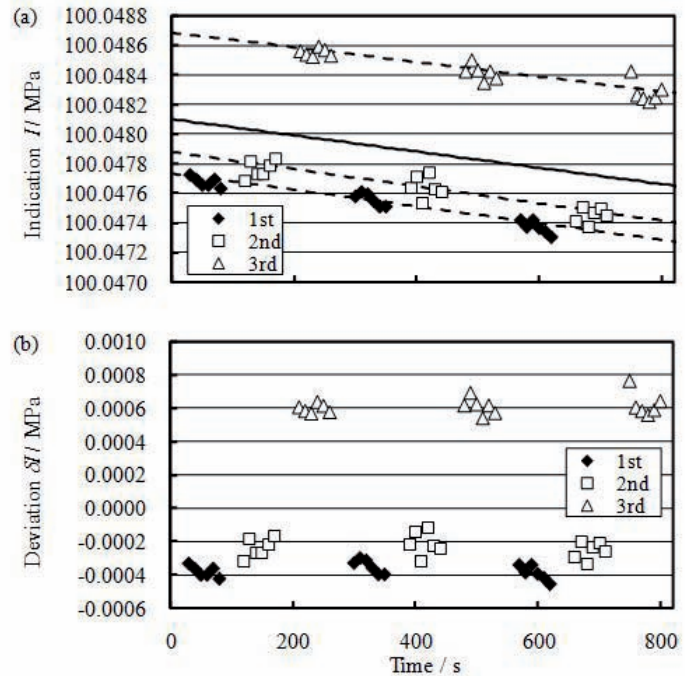 (a)
Indication I / MPa
100.0488
100.0486
100.0484
100.0482
100.0480
100.0478
100.0476
100.0474
100.0472
100.0470
1st
2nd
3rd
(b)
Deviation δI / MPa
0.0010
0.0008
0.0006
0.0004
0.0002
0.0000
-0.0002
-0.0004
-0.0006
1st
2nd
3rd
0 200 400 600 800
Time / s